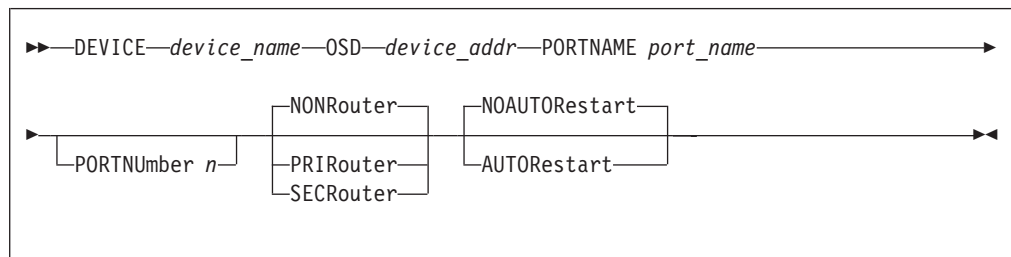 DEVICE device_name OSD device_addr PORTNAME port_name
NONRouter NOAUTORestart
PORTNUmber n PRIRouter AUTORestart
SECRouter